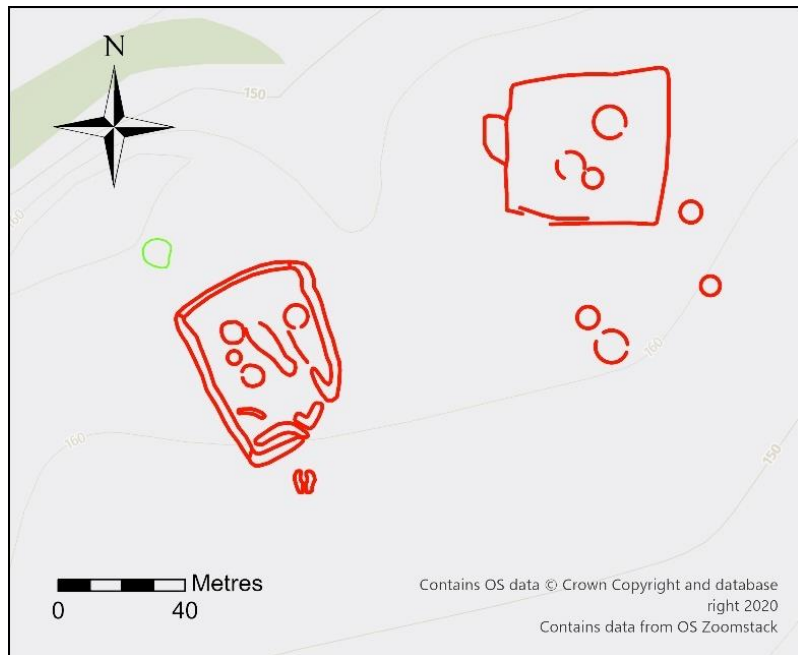 N
150
60
160
160
150
Metres
0 40
Contains OS data © Crown Copyright and database
right 2020
Contains data from OS Zoomstack